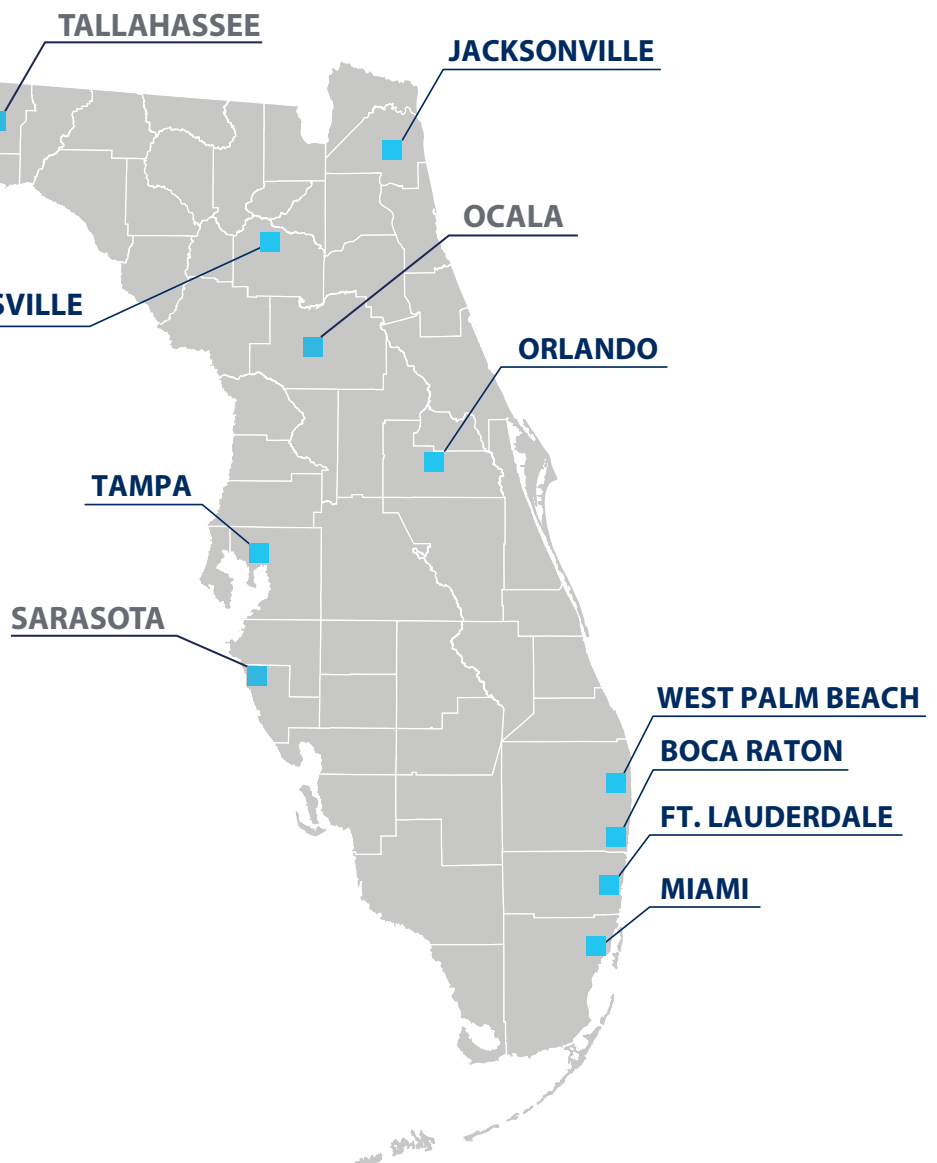 TALLAHASSEE
JACKSONVILLE
OCALA
SVILLE
ORLANDO
TAMPA
SARASOTA
WEST PALM BEACH
BOCA RATON
FT. LAUDERDALE
MIAMI